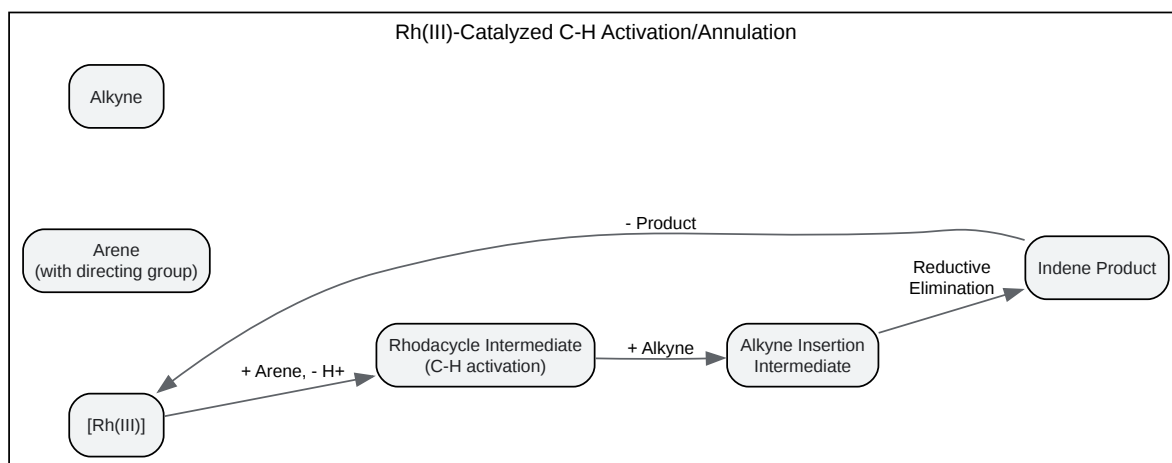 Rh(III)-Catalyzed C-H Activation/Annulation
Alkyne
Arene
(with directing group)
- Product
Indene Product
Reductive
Elimination
Rhodacycle Intermediate
(C-H activation)
+ Alkyne
Alkyne Insertion
Intermediate
+ Arene, - H+
[Rh(III)]